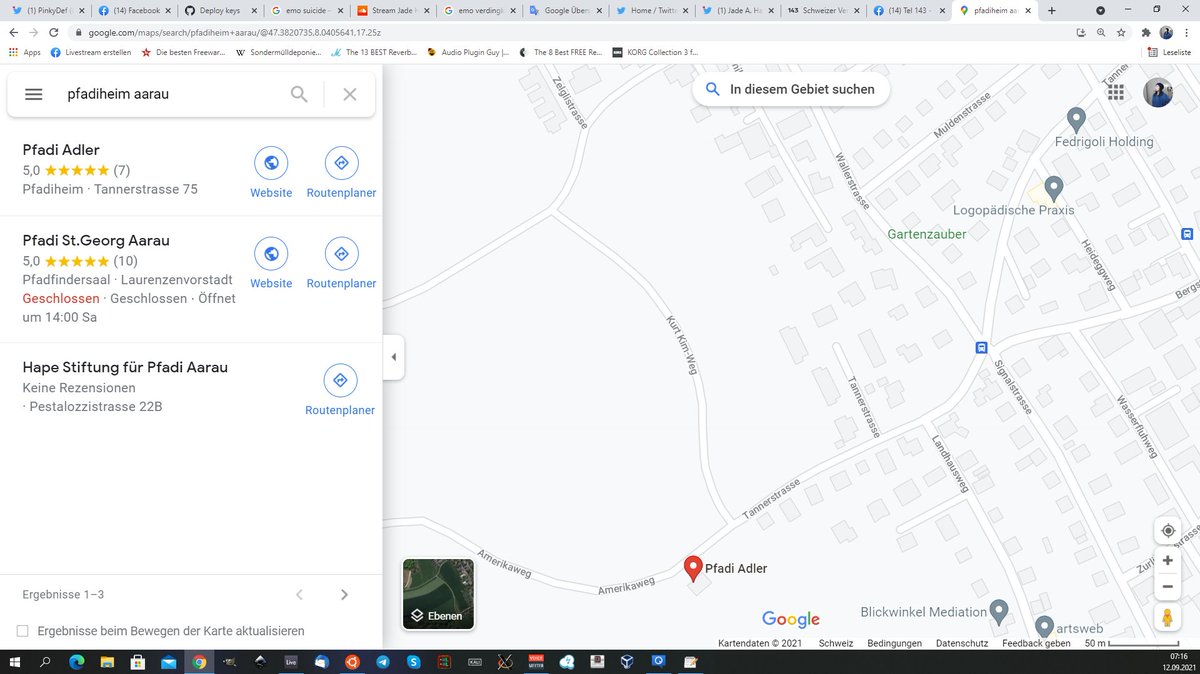 (1) PinkyDef
(14) Facebook
Deploy keys
emo suicide -
Stream Jade H
emo verdingl
Google Über
Home / Twitt
(1) Jade A. Ha
143 Schweizer Ve
(14) Tel 143 -
pfadiheim aa
google.com/maps/search/pfadiheim+aarau/@47.3820735,8.0405641,17.25z
Apps
Livestream erstellen
Die besten Freewar...
Sondermülldeponie...
The 13 BEST Reverb...
Audio Plugin Guy |...
The 8 Best FREE Re...
KORG Collection 3 f...
Leseliste
pfadiheim aarau
In diesem Gebiet suchen
Pfadi Adler
5,0 (7)
Pfadiheim · Tannerstrasse 75
Website
Routenplaner
Pfadi St.Georg Aarau
5,0 (10)
Pfadfindersaal · Laurenzenvorstadt
Geschlossen · Geschlossen · Öffnet
um 14:00 Sa
Website
Routenplaner
Hape Stiftung für Pfadi Aarau
Keine Rezensionen
· Pestalozzistrasse 22B
Routenplaner
Ergebnisse 1–3
Ergebnisse beim Bewegen der Karte aktualisieren
Zelglistrasse
Tanner
Muldenstrasse
Fedrigoli Holding
Wallerstrasse
Logopädische Praxis
Gartenzauber
Heideggweg
Bergs
Kurt Kim-Weg
Signalstrasse
Tannerstrasse
Wasserfluhweg
Landhausweg
Tannerstrasse
Amerikaweg
Amerikaweg
Pfadi Adler
Zurli
Blickwinkel Mediation
artsweb
Ebenen
Google
Kartendaten © 2021
Schweiz
Bedingungen
Datenschutz
Feedback geben
50 m
Live
07:16
12.09.2021